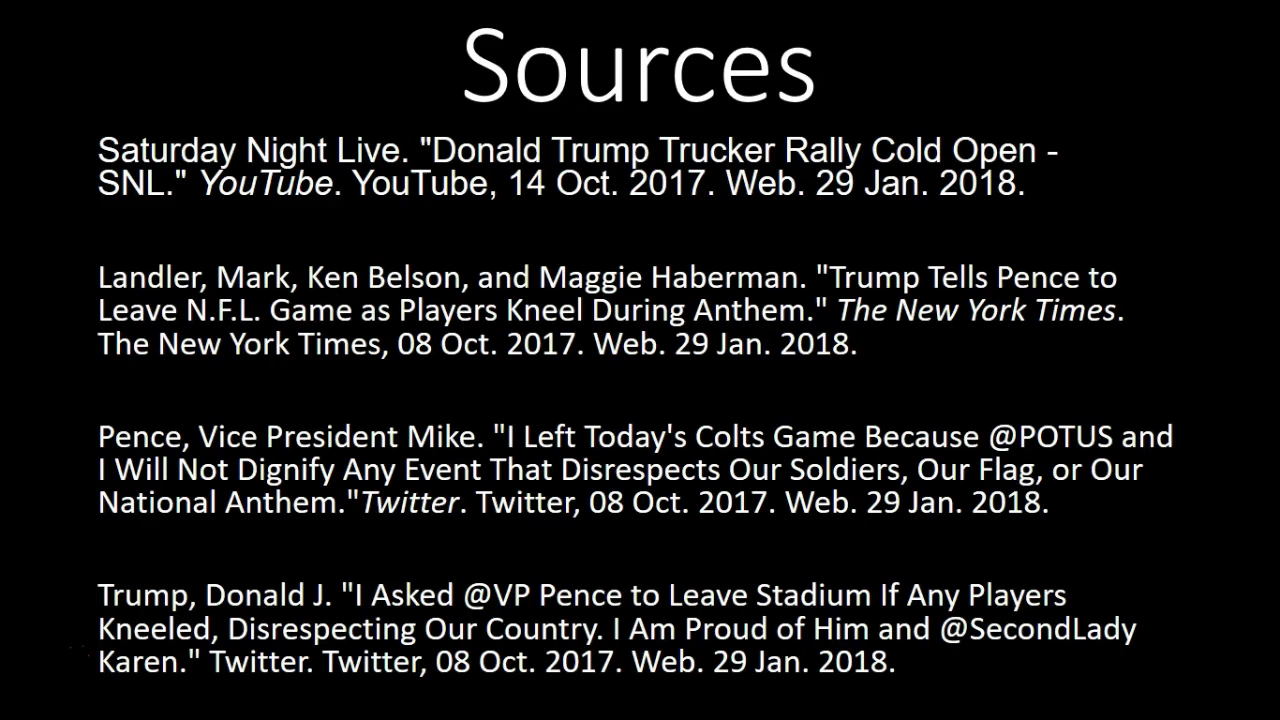 Sources
Saturday Night Live. "Donald Trump Trucker Rally Cold Open -
SNL." YouTube. YouTube, 14 Oct. 2017. Web. 29 Jan. 2018.
Landler, Mark, Ken Belson, and Maggie Haberman. "Trump Tells Pence to
Leave N.F.L. Game as Players Kneel During Anthem." The New York Times.
The New York Times, 08 Oct. 2017. Web. 29 Jan. 2018.
Pence, Vice President Mike. "I Left Today's Colts Game Because @POTUS and
I Will Not Dignify Any Event That Disrespects Our Soldiers, Our Flag, or Our
National Anthem."Twitter. Twitter, 08 Oct. 2017. Web. 29 Jan. 2018.
Trump, Donald J. "I Asked @VP Pence to Leave Stadium If Any Players
Kneeled, Disrespecting Our Country. I Am Proud of Him and @SecondLady
Karen." Twitter. Twitter, 08 Oct. 2017. Web. 29 Jan. 2018.